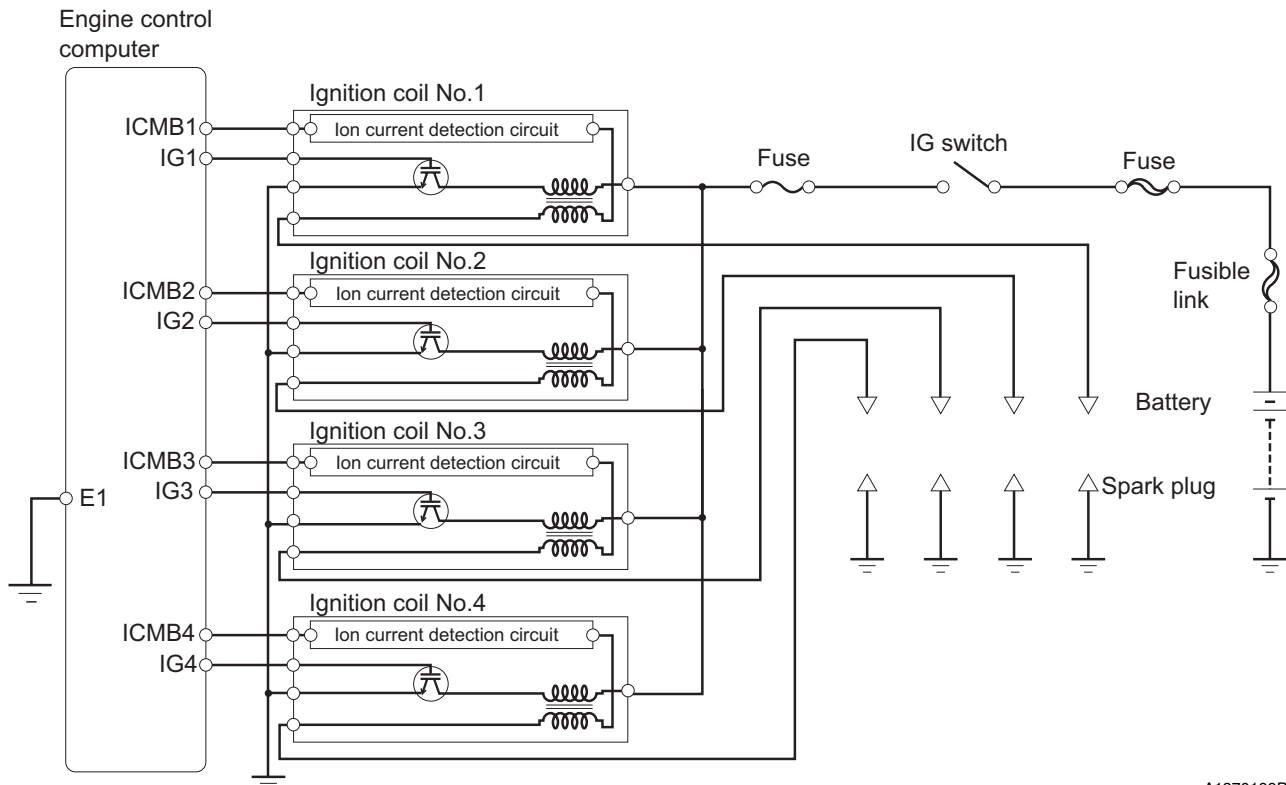 Engine control
computer
Ignition coil No.1
ICMB1
Ion current detection circuit
IG1
Fuse
IG switch
Fuse
Ignition coil No.2
ICMB2
Ion current detection circuit
IG2
Fusible
link
Battery
Ignition coil No.3
ICMB3
Ion current detection circuit
IG3
E1
Spark plug
Ignition coil No.4
ICMB4
Ion current detection circuit
IG4